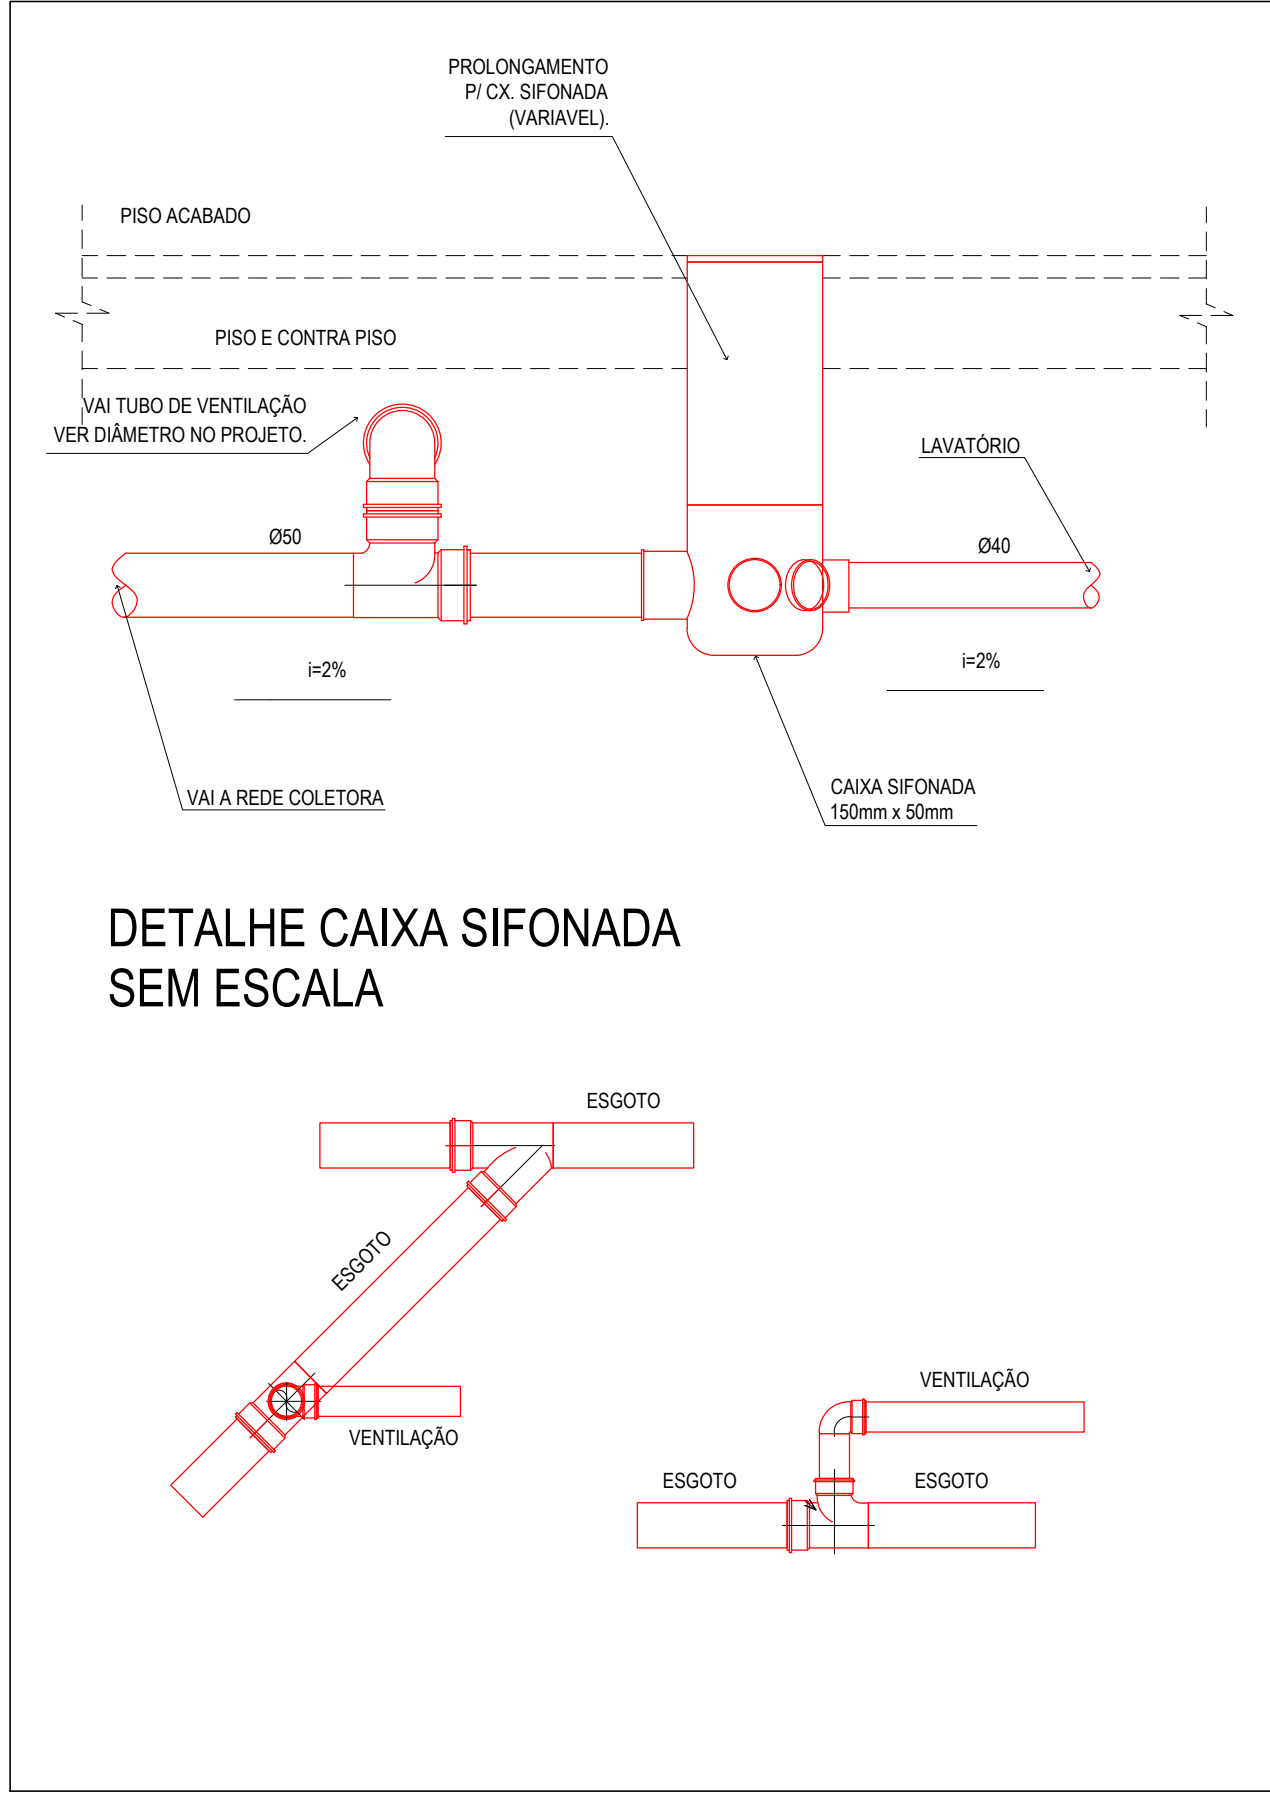 PROLONGAMENTO
P/ CX. SIFONADA
(VARIAVEL).
PISO ACABADO
PISO E CONTRA PISO
VAI TUBO DE VENTILAÇÃO
VER DIÂMETRO NO PROJETO.
LAVATÓRIO
Ø50
Ø40
i=2%
i=2%
VAI A REDE COLETORA
CAIXA SIFONADA
150mm x 50mm
DETALHE CAIXA SIFONADA
SEM ESCALA
ESGOTO
ESGOTO
VENTILAÇÃO
VENTILAÇÃO
ESGOTO
ESGOTO